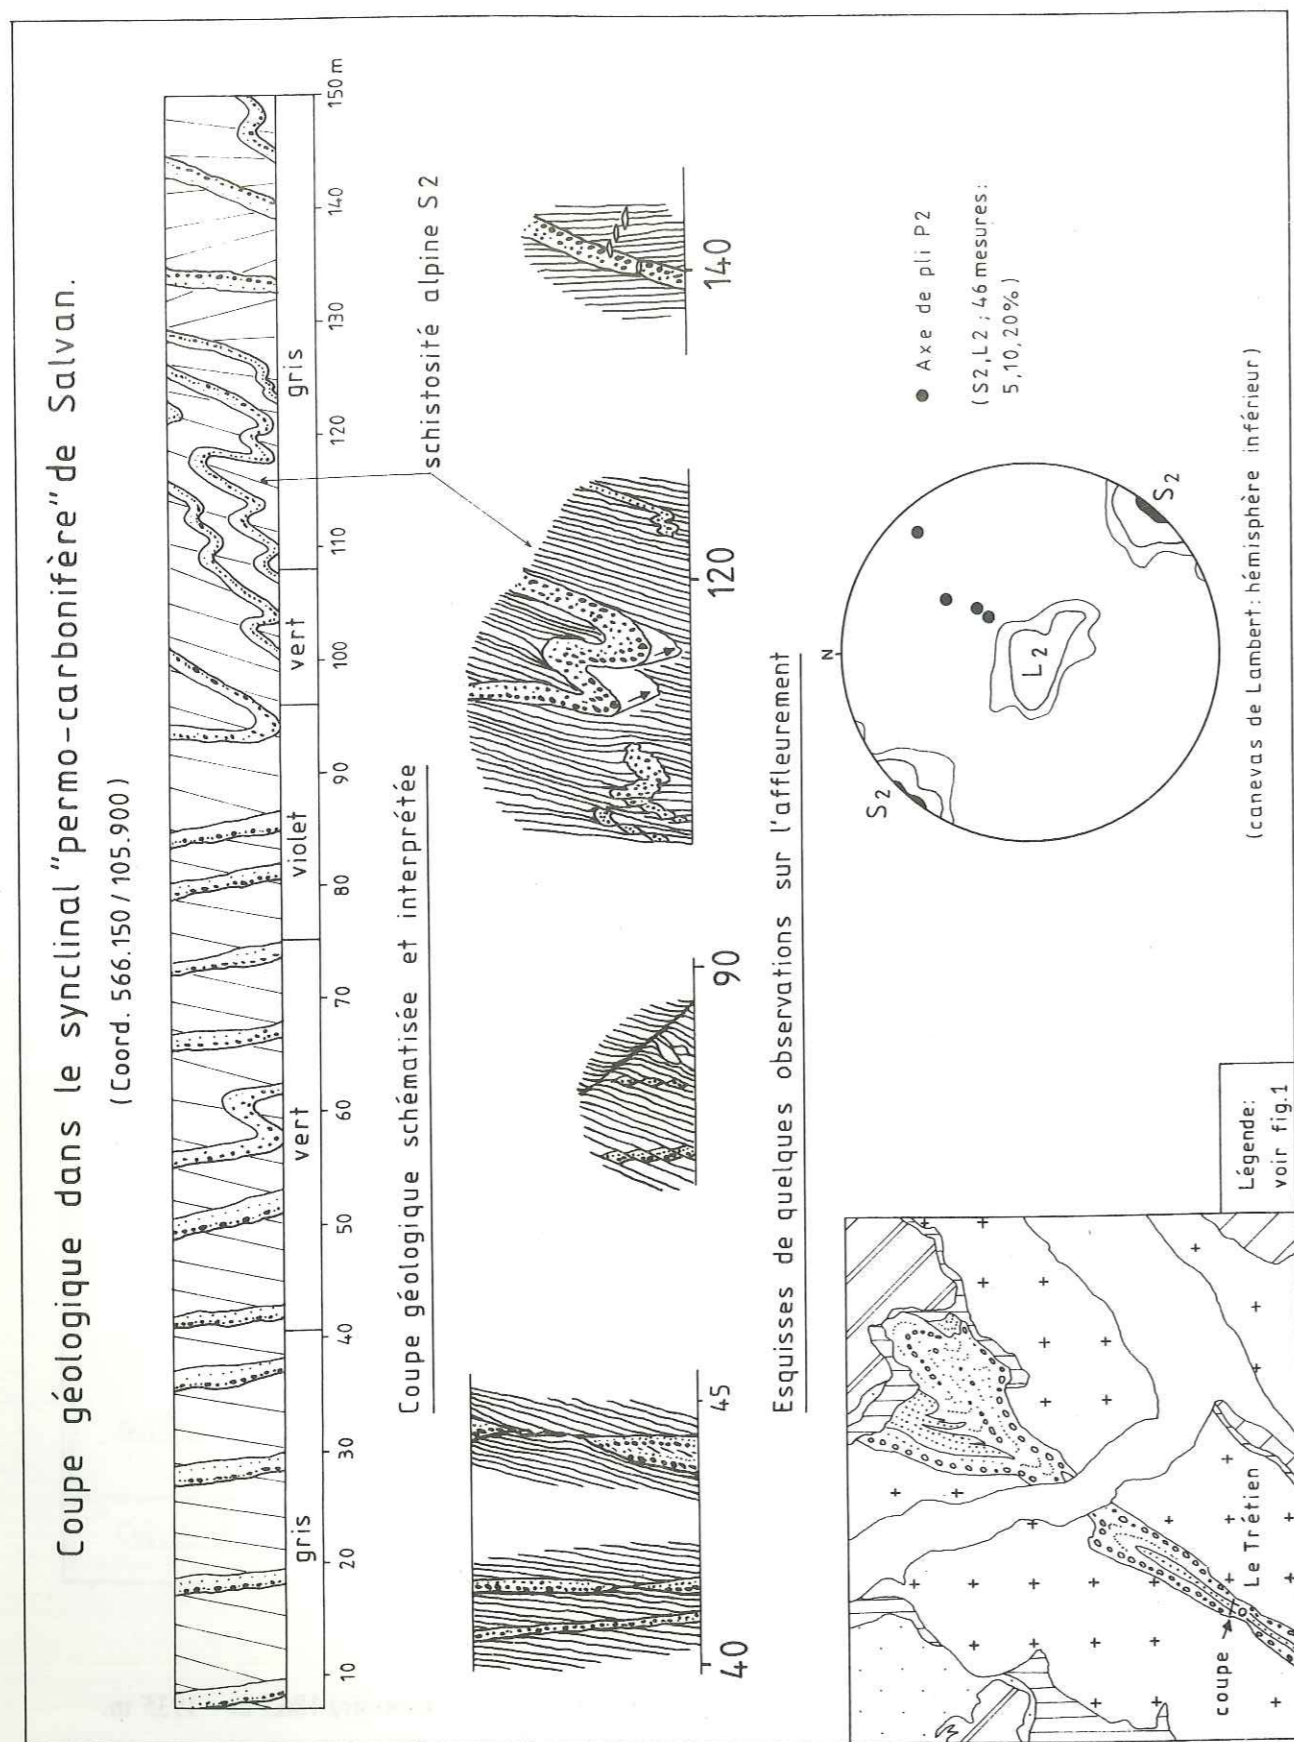 Coupe géologique dans le synclinal "permo-carbonifère" de Salvan.
(Coord. 566.150 / 105.900)
10 20 30 40 50 60 70 80 90 100 110 120 130 140 150 m
gris vert violet vert gris
Coupe géologique schématisée et interprétée
schistosité alpine S2
40 45 90 120 140
Esquisses de quelques observations sur l'affleurement
N
S2
L2
S2
Axe de pli P2
(S2, L2 ; 46 mesures :
5,10,20%)
(canevas de Lambert: hémisphère inférieur)
coupe
Le Trétien
Légende:
voir fig.1